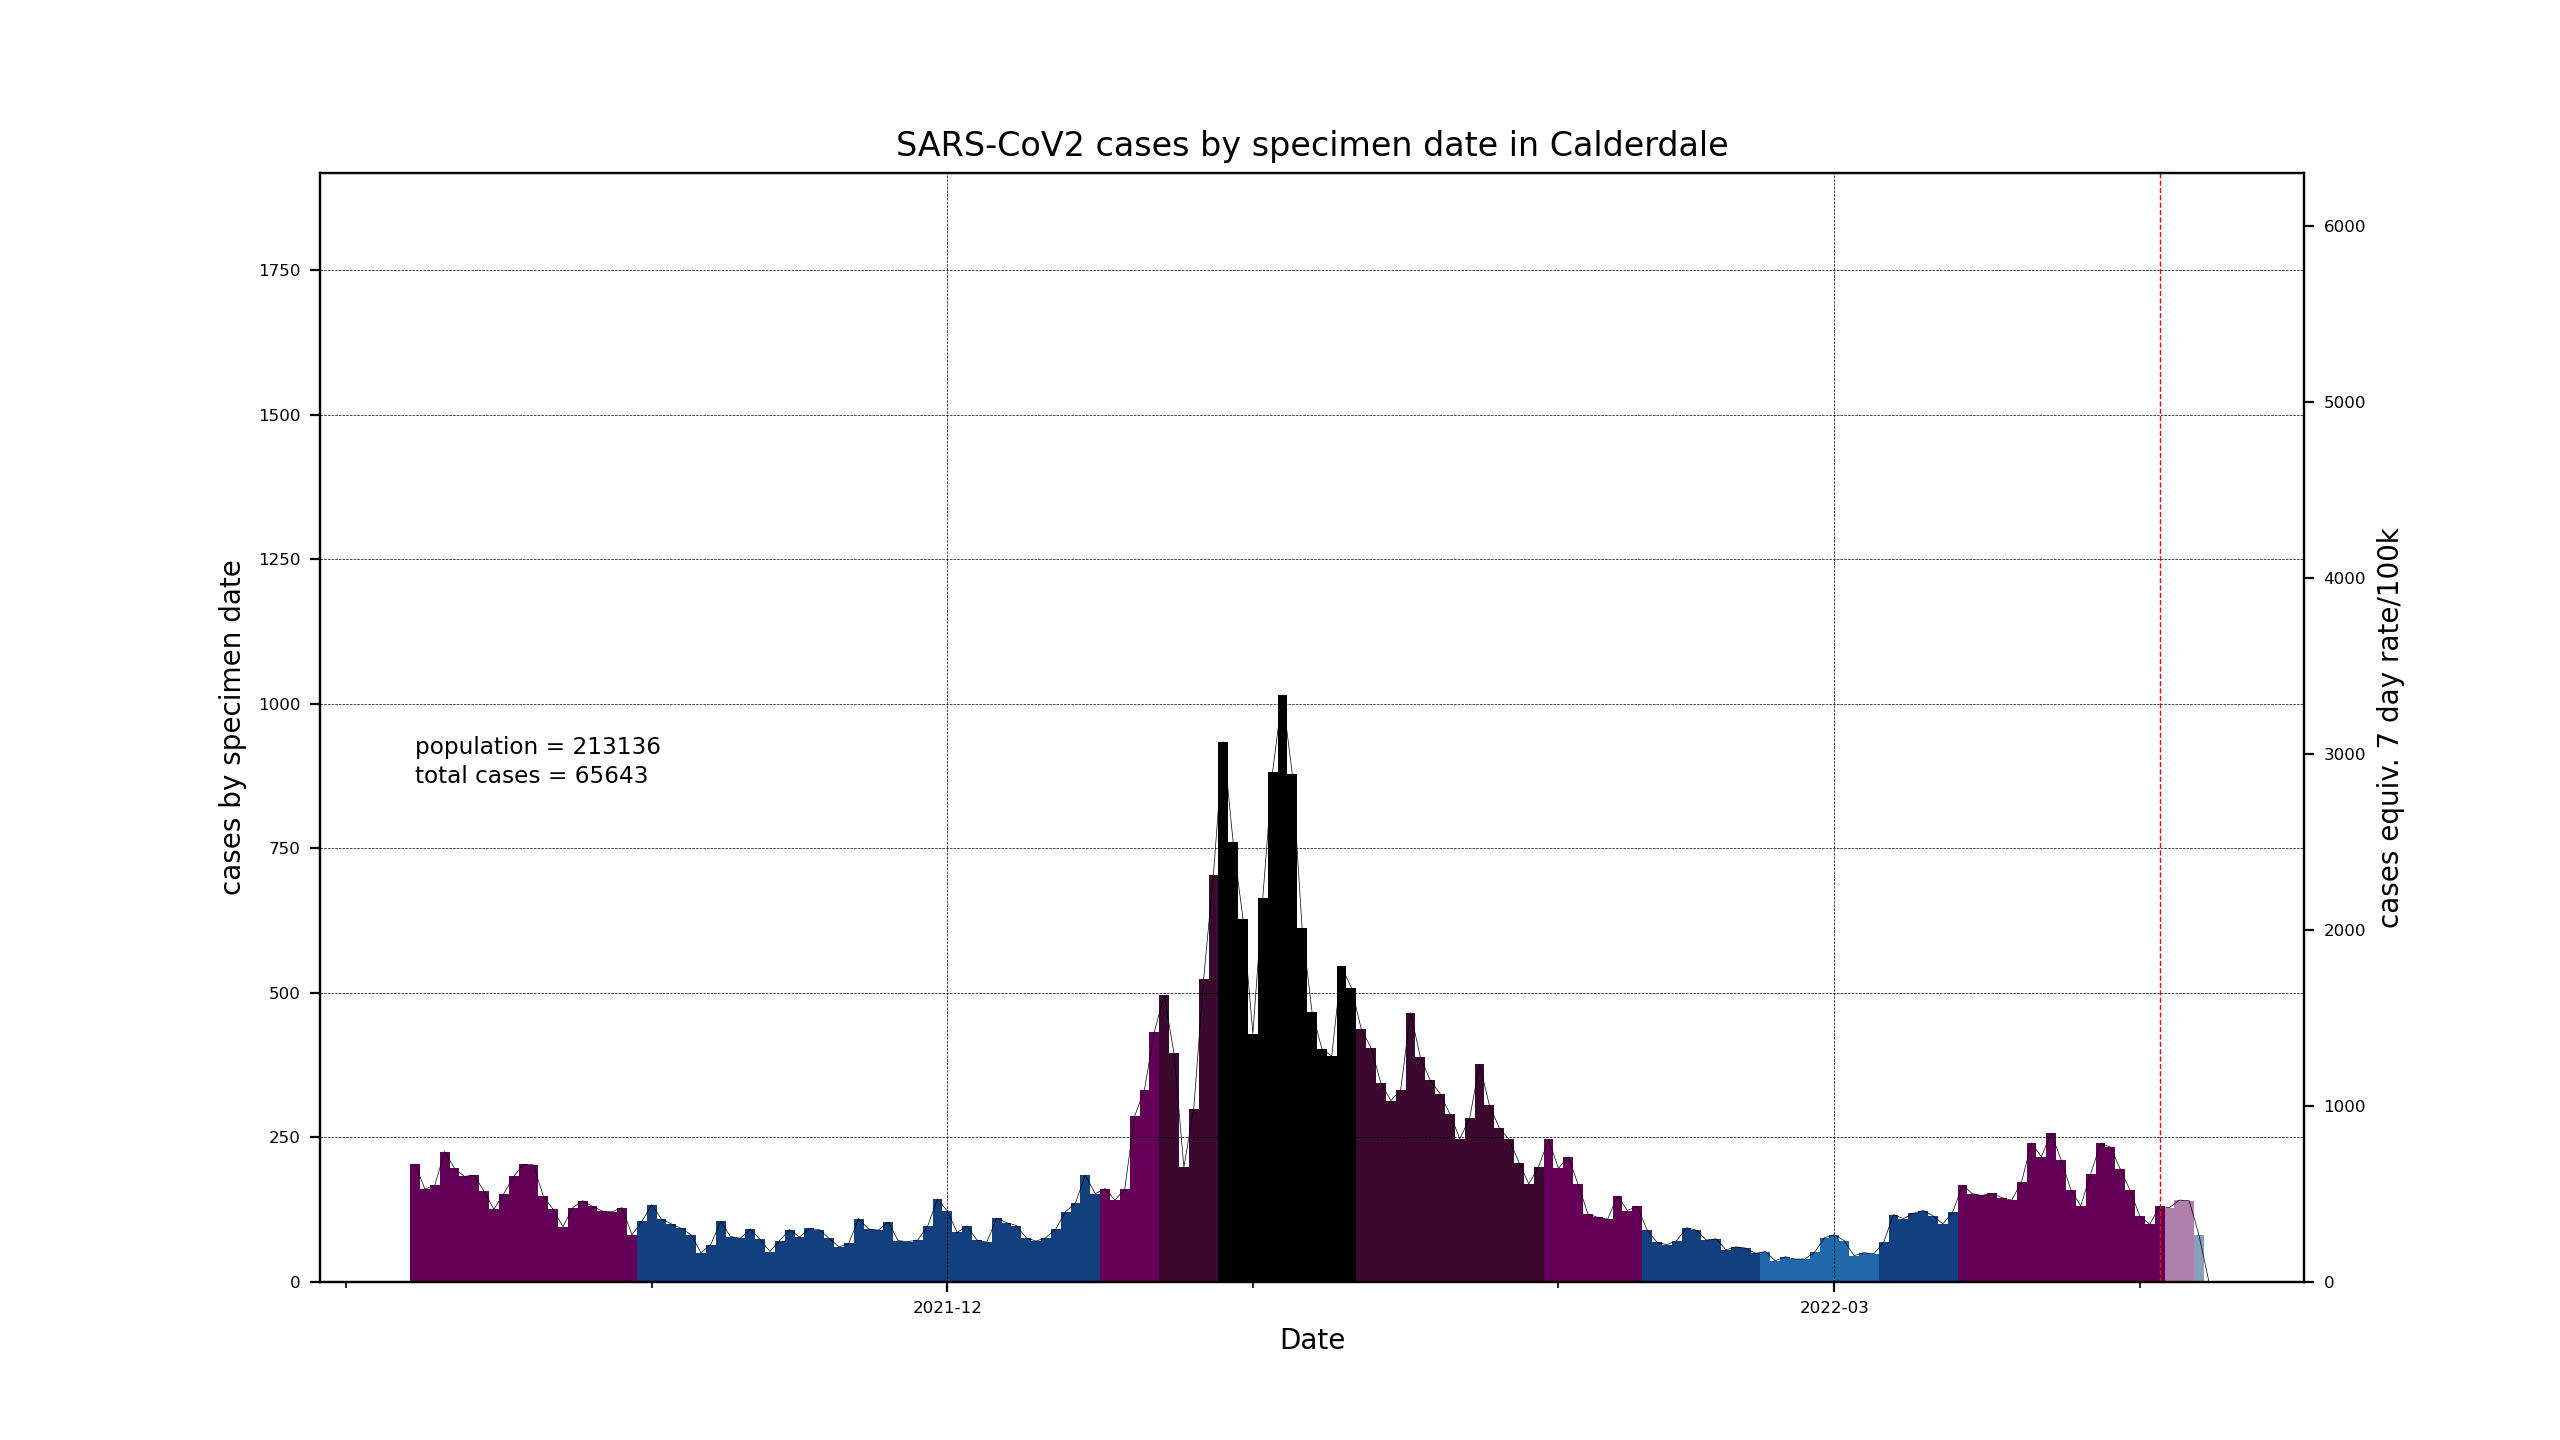 SARS-CoV2 cases by specimen date in Calderdale
cases by specimen date
1750
1500
1250
1000
750
500
250
0
population = 213136
total cases = 65643
6000
5000
4000
3000
2000
1000
0
cases equiv. 7 day rate/100k
2021-12
2022-03
Date